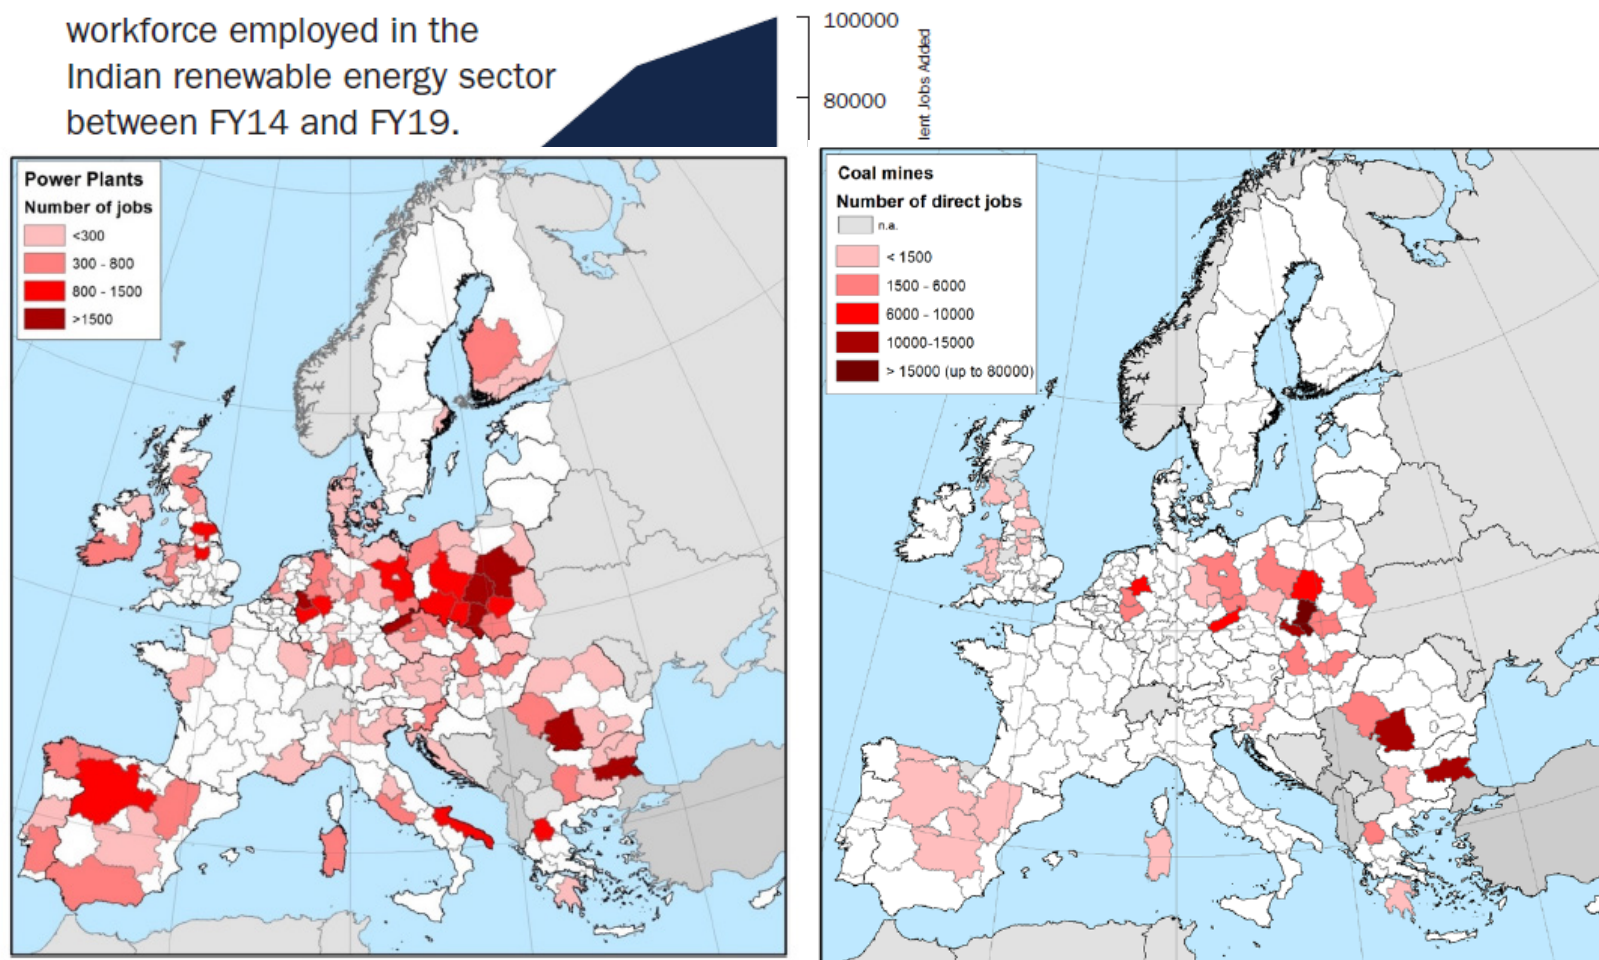 workforce employed in the
Indian renewable energy sector
between FY14 and FY19.
100000
80000
lent Jobs Added
Power Plants
Number of jobs
<300
300 - 800
800 - 1500
>1500
Coal mines
Number of direct jobs
n.a.
< 1500
1500 - 6000
6000 - 10000
10000-15000
> 15000 (up to 80000)